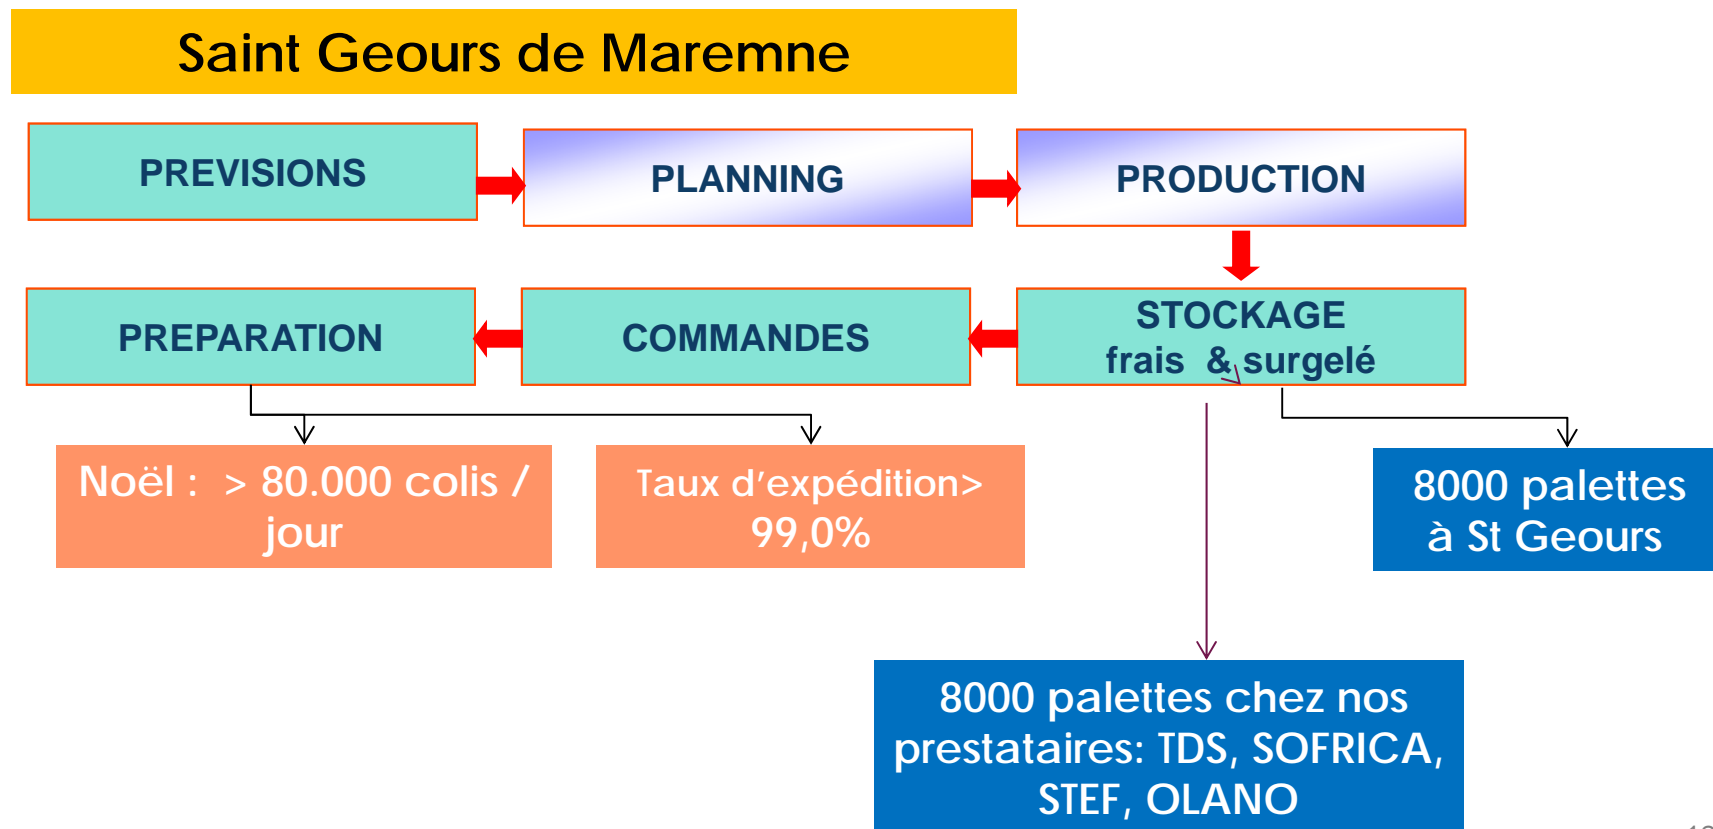 Saint Geours de Maremne
PREVISIONS
PLANNING
PRODUCTION
PREPARATION
COMMANDES
STOCKAGE
frais & surgelé
Noël : > 80.000 colis /
jour
Taux d’expédition>
99,0%
8000 palettes
à St Geours
8000 palettes chez nos
prestataires: TDS, SOFRICA,
STEF, OLANO